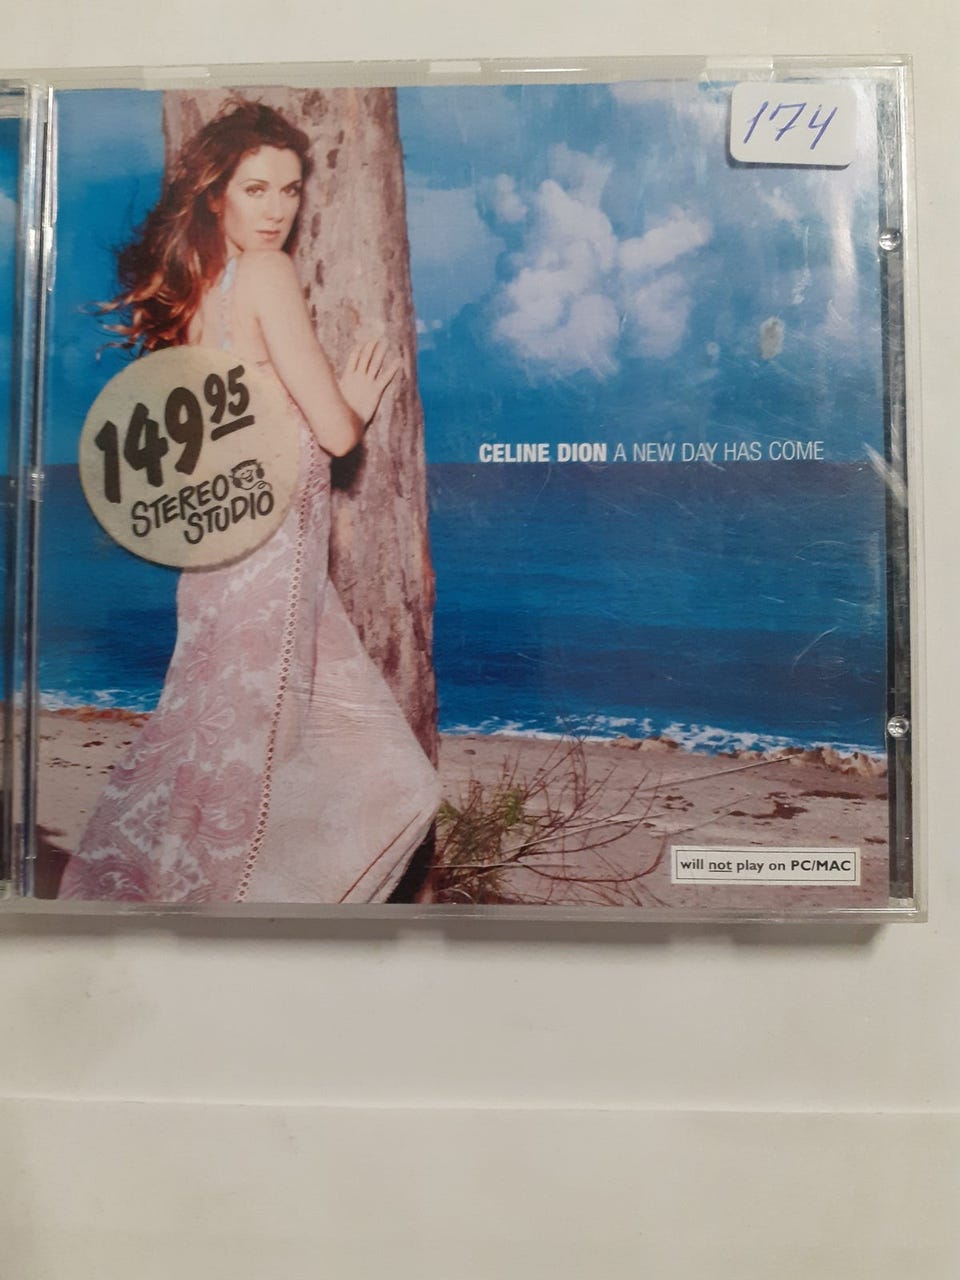 174
149 95
STEREO
STUDIO
CELINE DION A NEW DAY HAS COME
will not play on PC/MAC